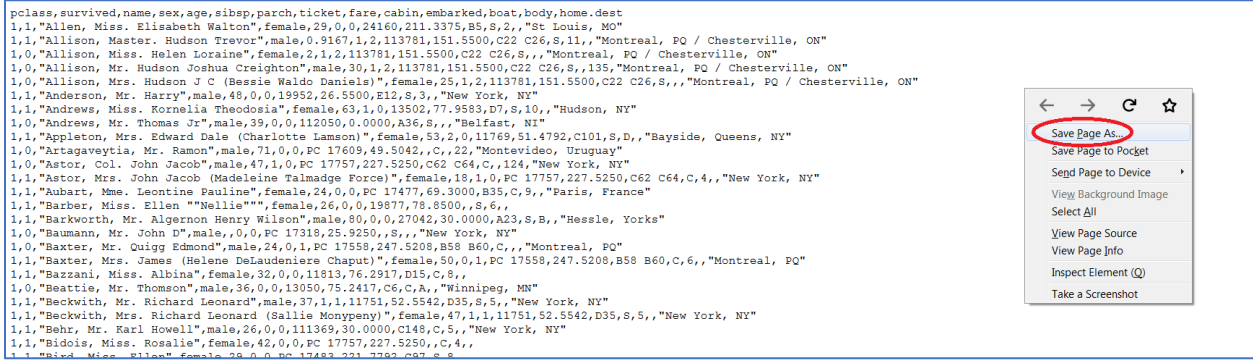 pclass,survived,name,sex,age,sibsp,parch,ticket,fare,cabin,embarked,boat,body,home.dest
1,1,"Allen, Miss. Elisabeth Walton",female,29,0,0,24160,211.3375,B5,S,2,,"St Louis, MO"
1,1,"Allison, Master. Hudson Trevor",male,0.9167,1,2,113781,151.5500,C22 C26,S,11,,"Montreal, PQ / Chesterville, ON"
1,0,"Allison, Miss. Helen Loraine",female,2,1,2,113781,151.5500,C22 C26,S,,,"Montreal, PQ / Chesterville, ON"
1,0,"Allison, Mr. Hudson Joshua Creighton",male,30,1,2,113781,151.5500,C22 C26,S,,135,"Montreal, PQ / Chesterville, ON"
1,0,"Allison, Mrs. Hudson J C (Bessie Waldo Daniels)",female,25,1,2,113781,151.5500,C22 C26,S,,,"Montreal, PQ / Chesterville, ON"
1,1,"Anderson, Mr. Harry",male,48,0,0,19952,26.5500,E12,S,3,,"New York, NY"
1,1,"Andrews, Miss. Kornelia Theodosia",female,63,1,0,13502,77.9583,D7,S,10,,"Hudson, NY"
1,0,"Andrews, Mr. Thomas Jr",male,39,0,0,112050,0.0000,A36,S,,,"Belfast, NI"
1,1,"Appleton, Mrs. Edward Dale (Charlotte Lamson)",female,53,2,0,11769,51.4792,C101,S,D,,"Bayside, Queens, NY"
1,0,"Artagaveytia, Mr. Ramon",male,71,0,0,PC 17609,49.5042,,C,,22,"Montevideo, Uruguay"
1,0,"Astor, Col. John Jacob",male,47,1,0,PC 17757,227.5250,C62 C64,C,,124,"New York, NY"
1,1,"Astor, Mrs. John Jacob (Madeleine Talmadge Force)",female,18,1,0,PC 17757,227.5250,C62 C64,C,4,,"New York, NY"
1,1,"Aubart, Mme. Leontine Pauline",female,24,0,0,PC 17477,69.3000,B35,C,9,,"Paris, France"
1,1,"Barber, Miss. Ellen ""Nellie""",female,26,0,0,19877,78.8500,,S,6,,
1,1,"Barkworth, Mr. Algernon Henry Wilson",male,80,0,0,27042,30.0000,A23,S,B,,"Hessle, Yorks"
1,0,"Baumann, Mr. John D",male,,0,0,PC 17318,25.9250,,S,,,"New York, NY"
1,0,"Baxter, Mr. Quigg Edmond",male,24,0,1,PC 17558,247.5208,B58 B60,C,,,"Montreal, PQ"
1,1,"Baxter, Mrs. James (Helene DeLaudeniere Chaput)",female,50,0,1,PC 17558,247.5208,B58 B60,C,6,,"Montreal, PQ"
1,1,"Bazzani, Miss. Albina",female,32,0,0,11813,76.2917,D15,C,8,,
1,0,"Beattie, Mr. Thomson",male,36,0,0,13050,75.2417,C6,C,A,,"Winnipeg, MN"
1,1,"Beckwith, Mr. Richard Leonard",male,37,1,1,11751,52.5542,D35,S,5,,"New York, NY"
1,1,"Beckwith, Mrs. Richard Leonard (Sallie Monypeny)",female,47,1,1,11751,52.5542,D35,S,5,,"New York, NY"
1,1,"Behr, Mr. Karl Howell",male,26,0,0,111369,30.0000,C148,C,5,,"New York, NY"
1,1,"Bidois, Miss. Rosalie",female,42,0,0,PC 17757,227.5250,,C,4,,
1,1,"Bird, Miss. Ellen",female,29,0,0,PC 17483,221.7792,C97,S,8
Save Page As...
Save Page to Pocket
Send Page to Device
View Background Image
Select All
View Page Source
View Page Info
Inspect Element (Q)
Take a Screenshot